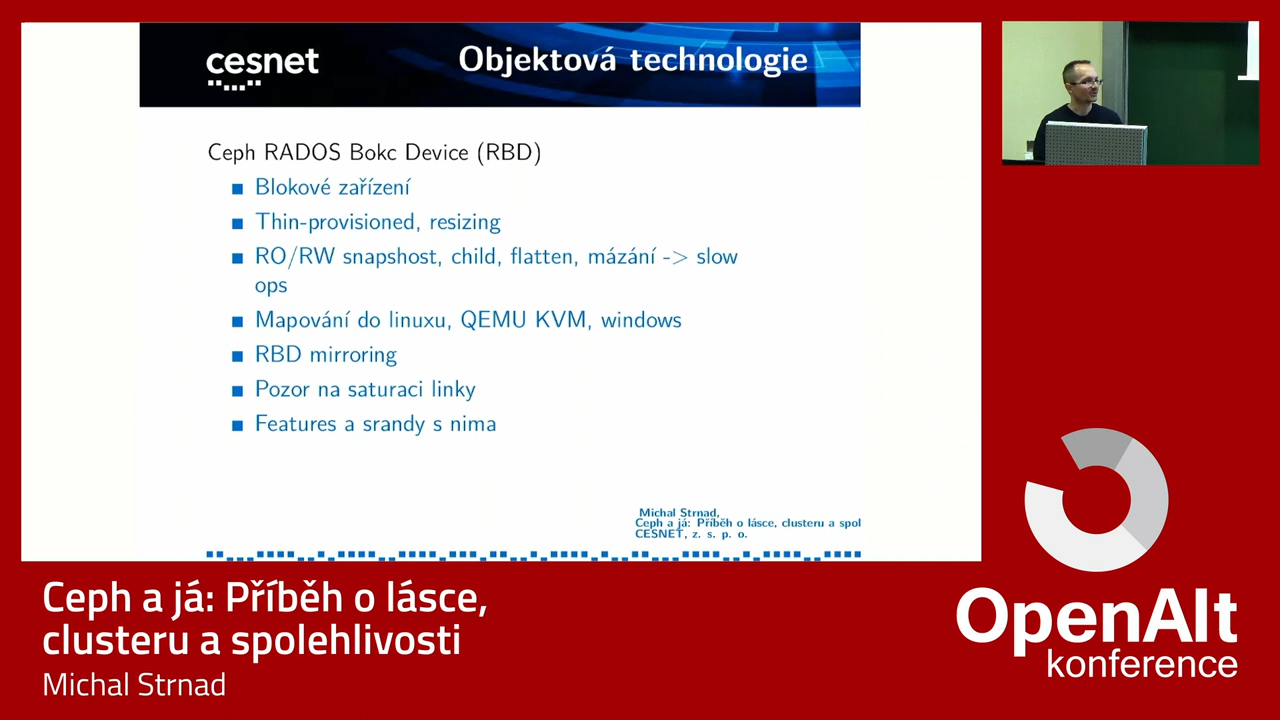 cesnet
Objektová technologie
Ceph RADOS Bokc Device (RBD)
Blokové zařízení
Thin-provisioned, resizing
RO/RW snapshost, child, flatten, mázání -> slow
ops
Mapování do linuxu, QEMU KVM, windows
RBD mirroring
Pozor na saturaci linky
Features a srandy s nima
Michal Strnad,
Ceph a já: Příběh o lásce, clusteru a spol
CESNET, z. s. p. o.
Ceph a já: Příběh o lásce,
clusteru a spolehlivosti
Michal Strnad
OpenAlt
konference